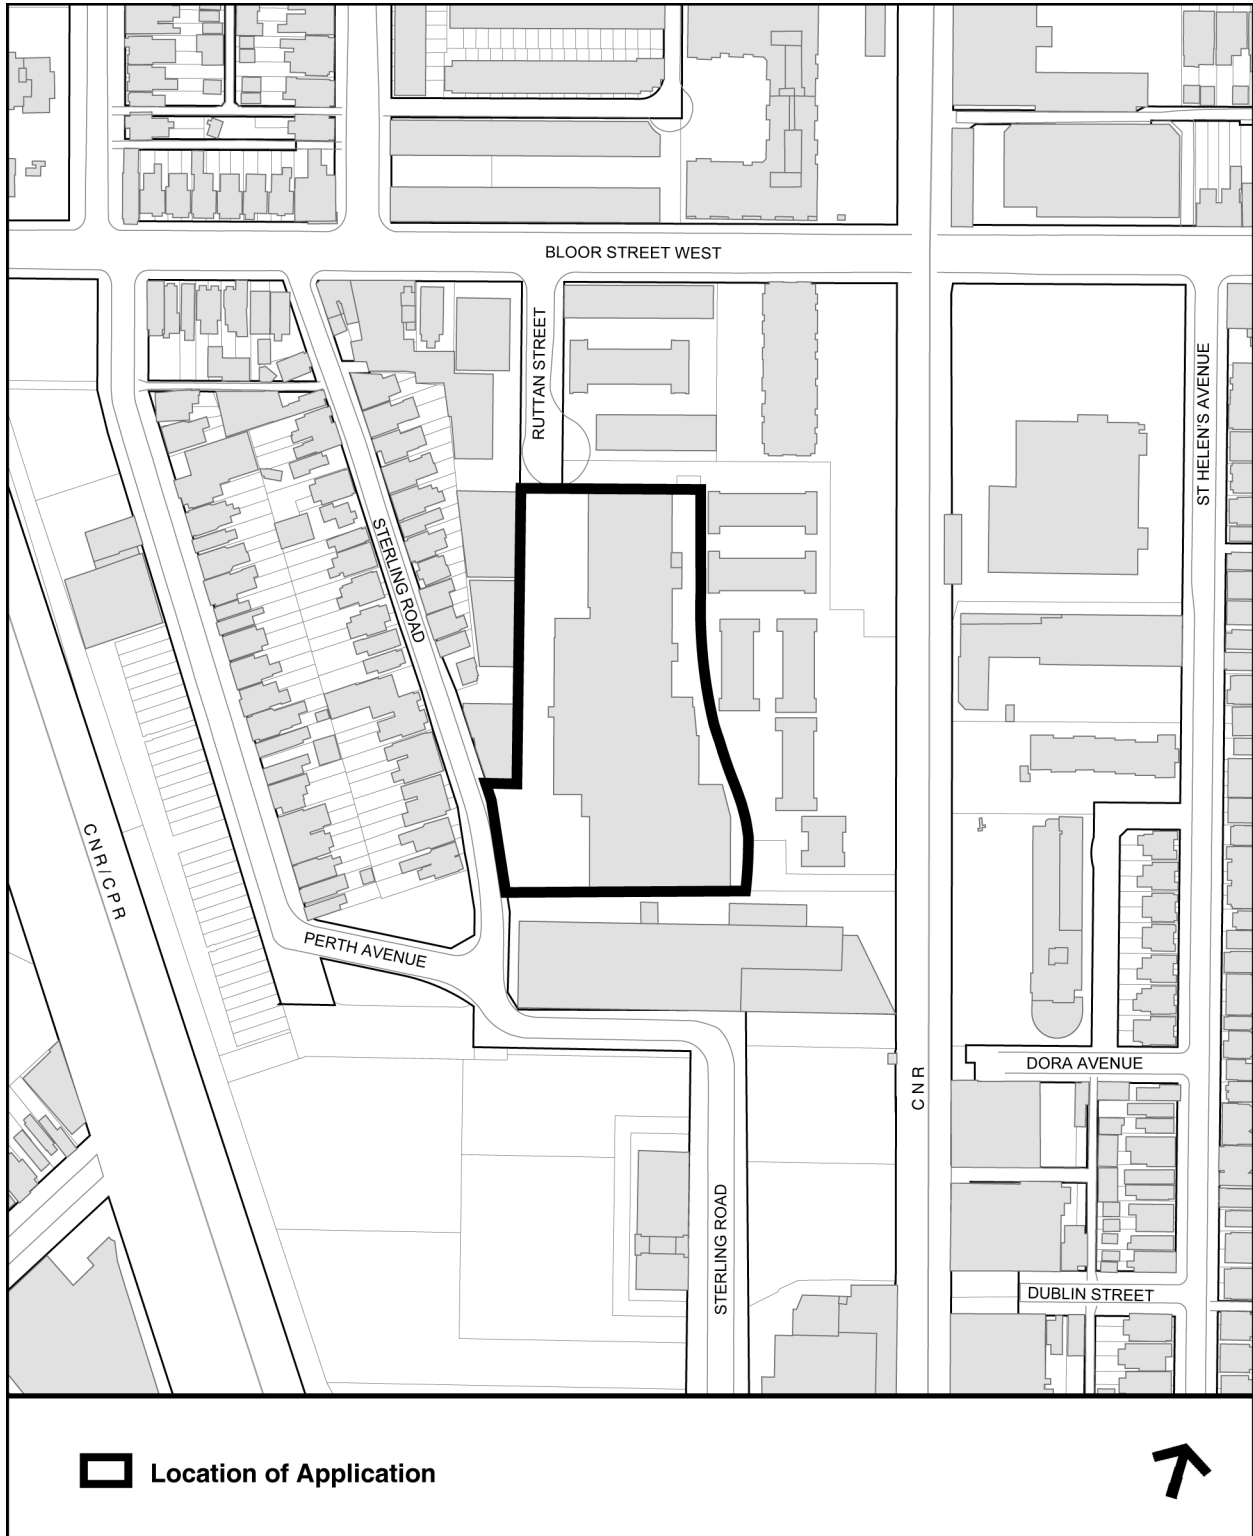 BLOOR STREET WEST
RUTTAN STREET
ST HELEN'S AVENUE
STERLING ROAD
CNR/CPR
PERTH AVENUE
DORA AVENUE
CNR
STERLING ROAD
DUBLIN STREET
Location of Application